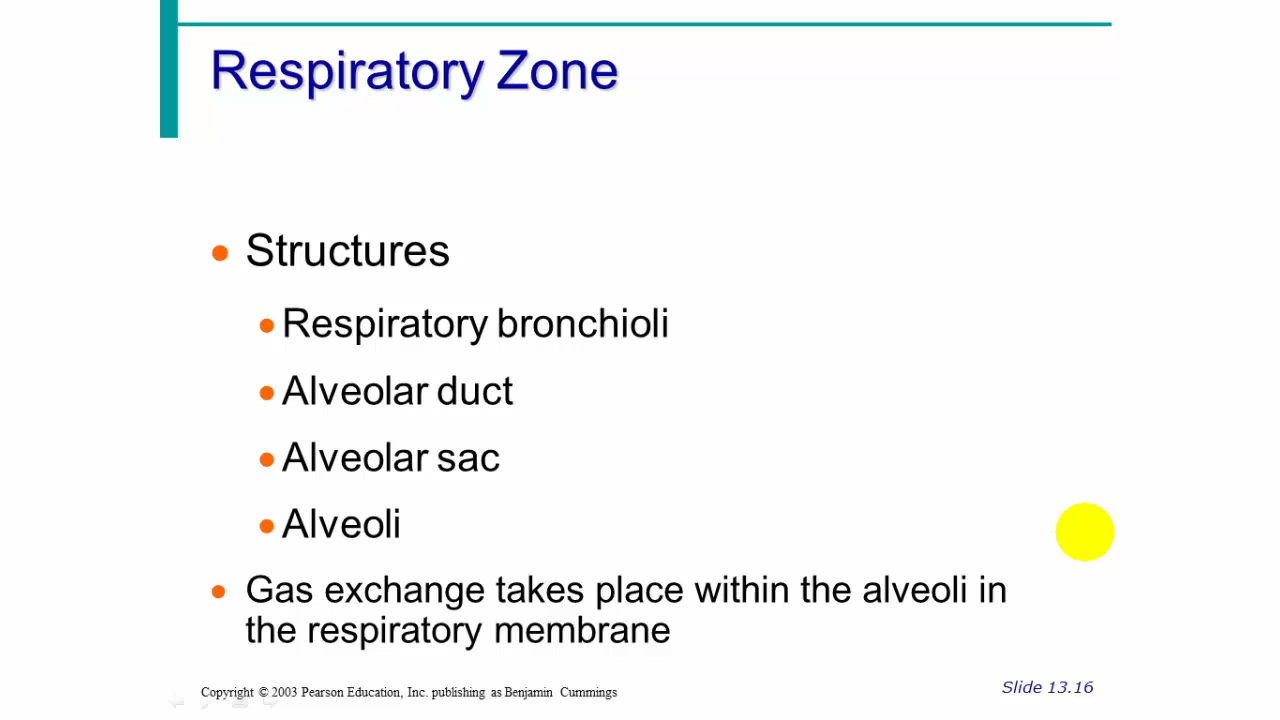 Respiratory Zone
Structures
Respiratory bronchioli
Alveolar duct
Alveolar sac
Alveoli
Gas exchange takes place within the alveoli in
the respiratory membrane
Copyright © 2003 Pearson Education, Inc. publishing as Benjamin Cummings
Slide 13.16